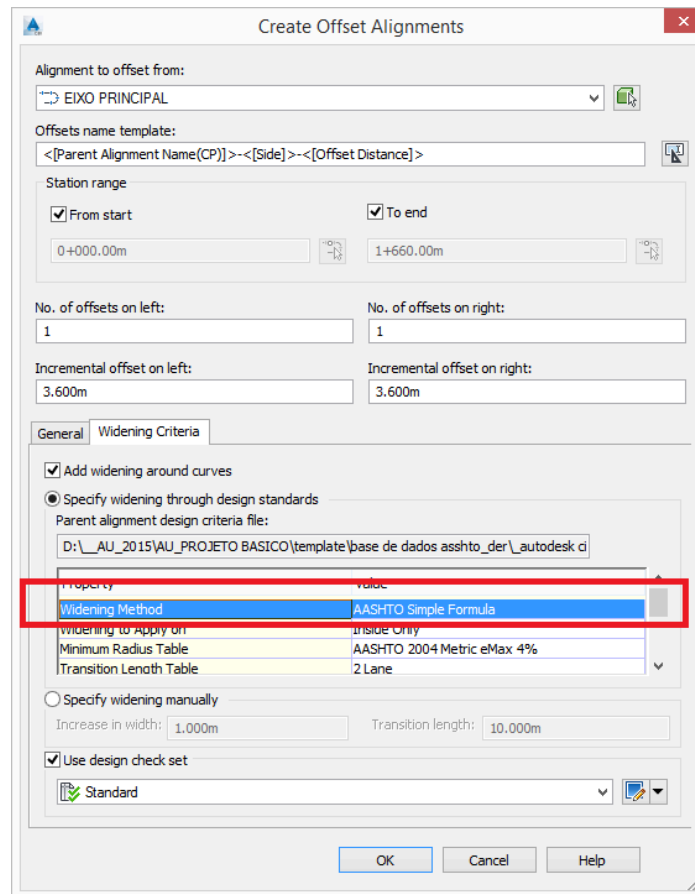 Create Offset Alignments
Alignment to offset from:
EIXO PRINCIPAL
Offsets name template:
<[Parent Alignment Name(CP)]>-<[Side]>-<[Offset Distance]>
Station range
From start
To end
0+000.00m
1+660.00m
No. of offsets on left:
No. of offsets on right:
1
1
Incremental offset on left:
Incremental offset on right:
3.600m
3.600m
General
Widening Criteria
Add widening around curves
Specify widening through design standards
Parent alignment design criteria file:
D:\__AU_2015\AU_PROJETO BASICO\template\base de dados asshto_der\_autodesk ci
Property Value
Widening Method AASHTO Simple Formula
Widening to Apply on Inside Only
Minimum Radius Table AASHTO 2004 Metric eMax 4%
Transition Length Table 2 Lane
Specify widening manually
Increase in width: 1.000m Transition length: 10.000m
Use design check set
Standard
OK Cancel Help